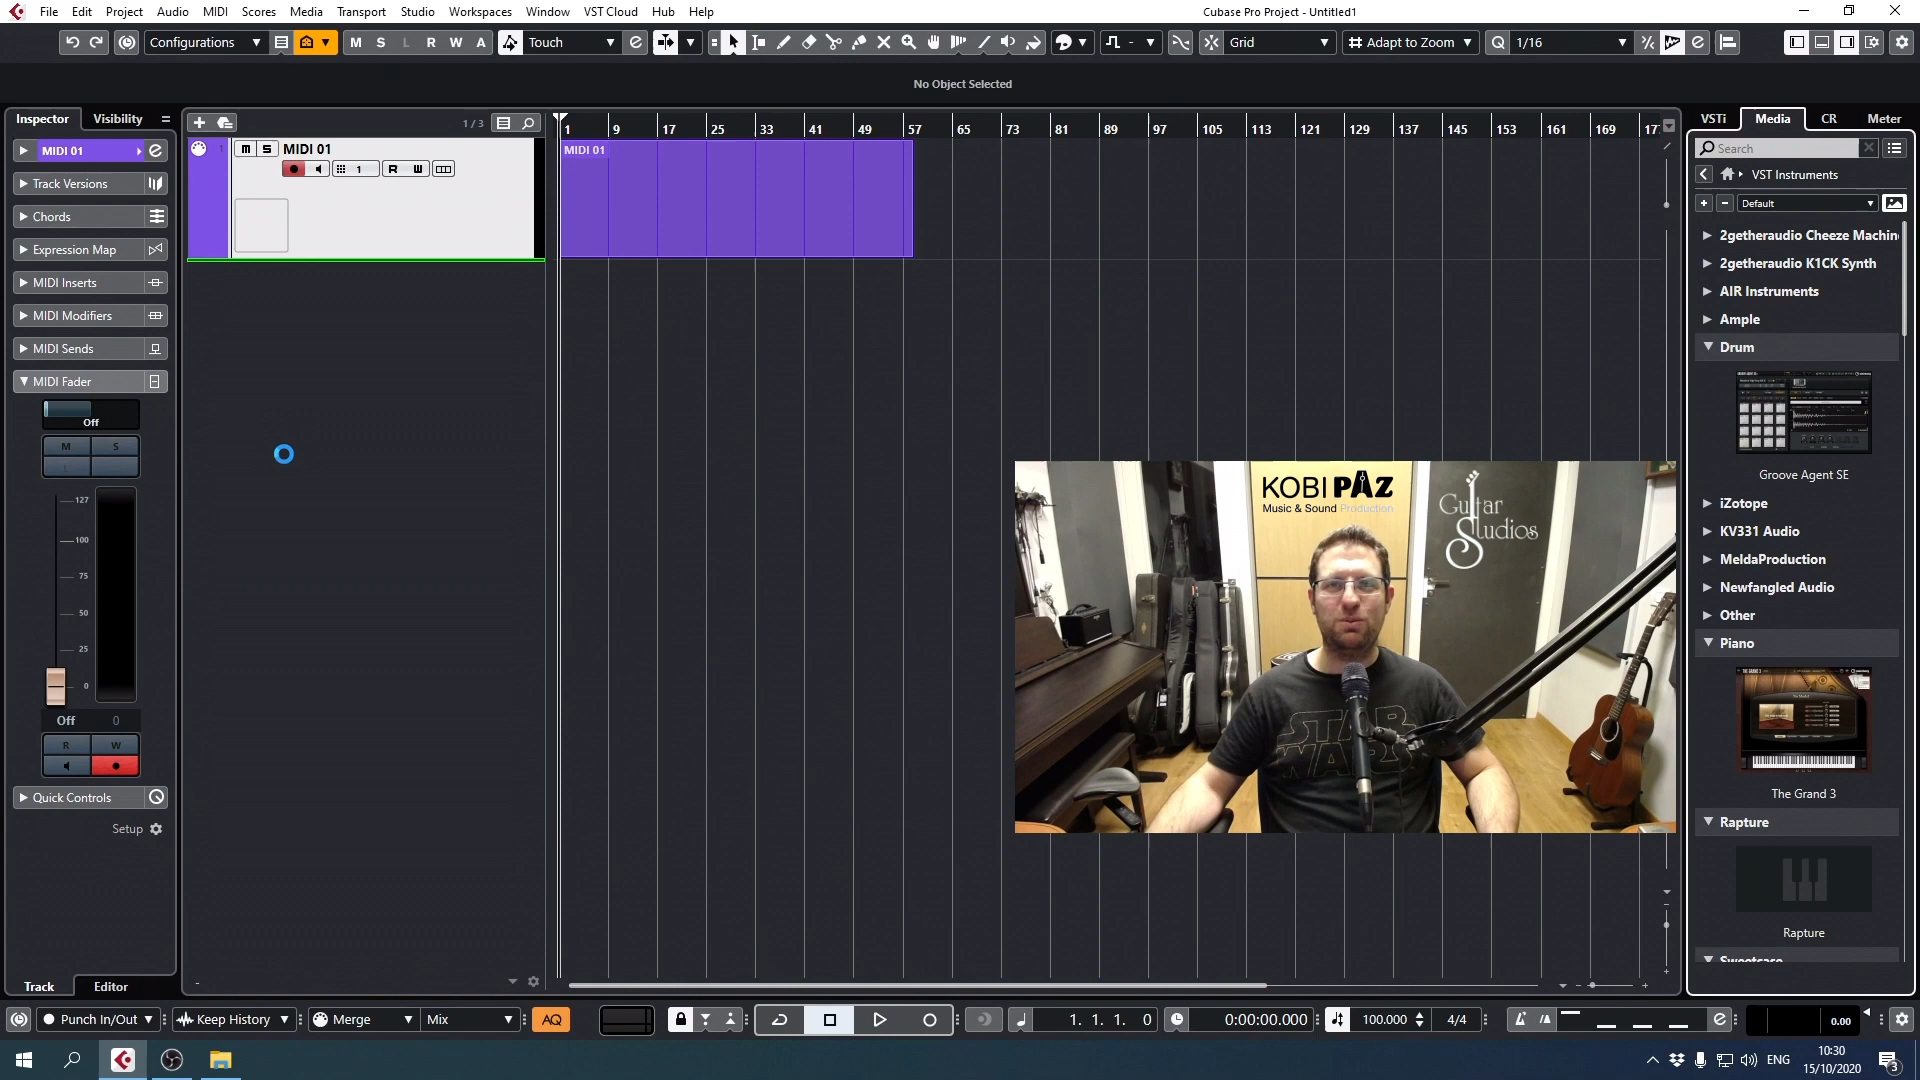 File Edit Project Audio MIDI Scores Media Transport Studio Workspaces Window VST Cloud Hub Help
Cubase Pro Project - Untitled1
Configurations M S L R W A Touch Grid Adapt to Zoom Q 1/16
No Object Selected
Inspector Visibility
MIDI 01
Track Versions
Chords
Expression Map
MIDI Inserts
MIDI Modifiers
MIDI Sends
MIDI Fader
Off
M S
127
100
75
50
25
0
Off 0
R W
Quick Controls
Setup
Track Editor
1 / 3
1 M S MIDI 01
1 R W
1 9 17 25 33 41 49 57 65 73 81 89 97 105 113 121 129 137 145 153 161 169 17
MIDI 01
KOBI PAZ
Music & Sound Production
Guitar
Studios
STAR
WARS
VSTi Media CR Meter
Search
VST Instruments
Default
2getheraudio Cheeze Machin
2getheraudio K1CK Synth
AIR Instruments
Ample
Drum
Groove Agent SE
iZotope
KV331 Audio
MeldaProduction
Newfangled Audio
Other
Piano
The Grand 3
Rapture
Rapture
Sweetcase
Punch In/Out Keep History Merge Mix AQ 1. 1. 1. 0 0:00:00.000 100.000 4/4 0.00
ENG 10:30
15/10/2020
3